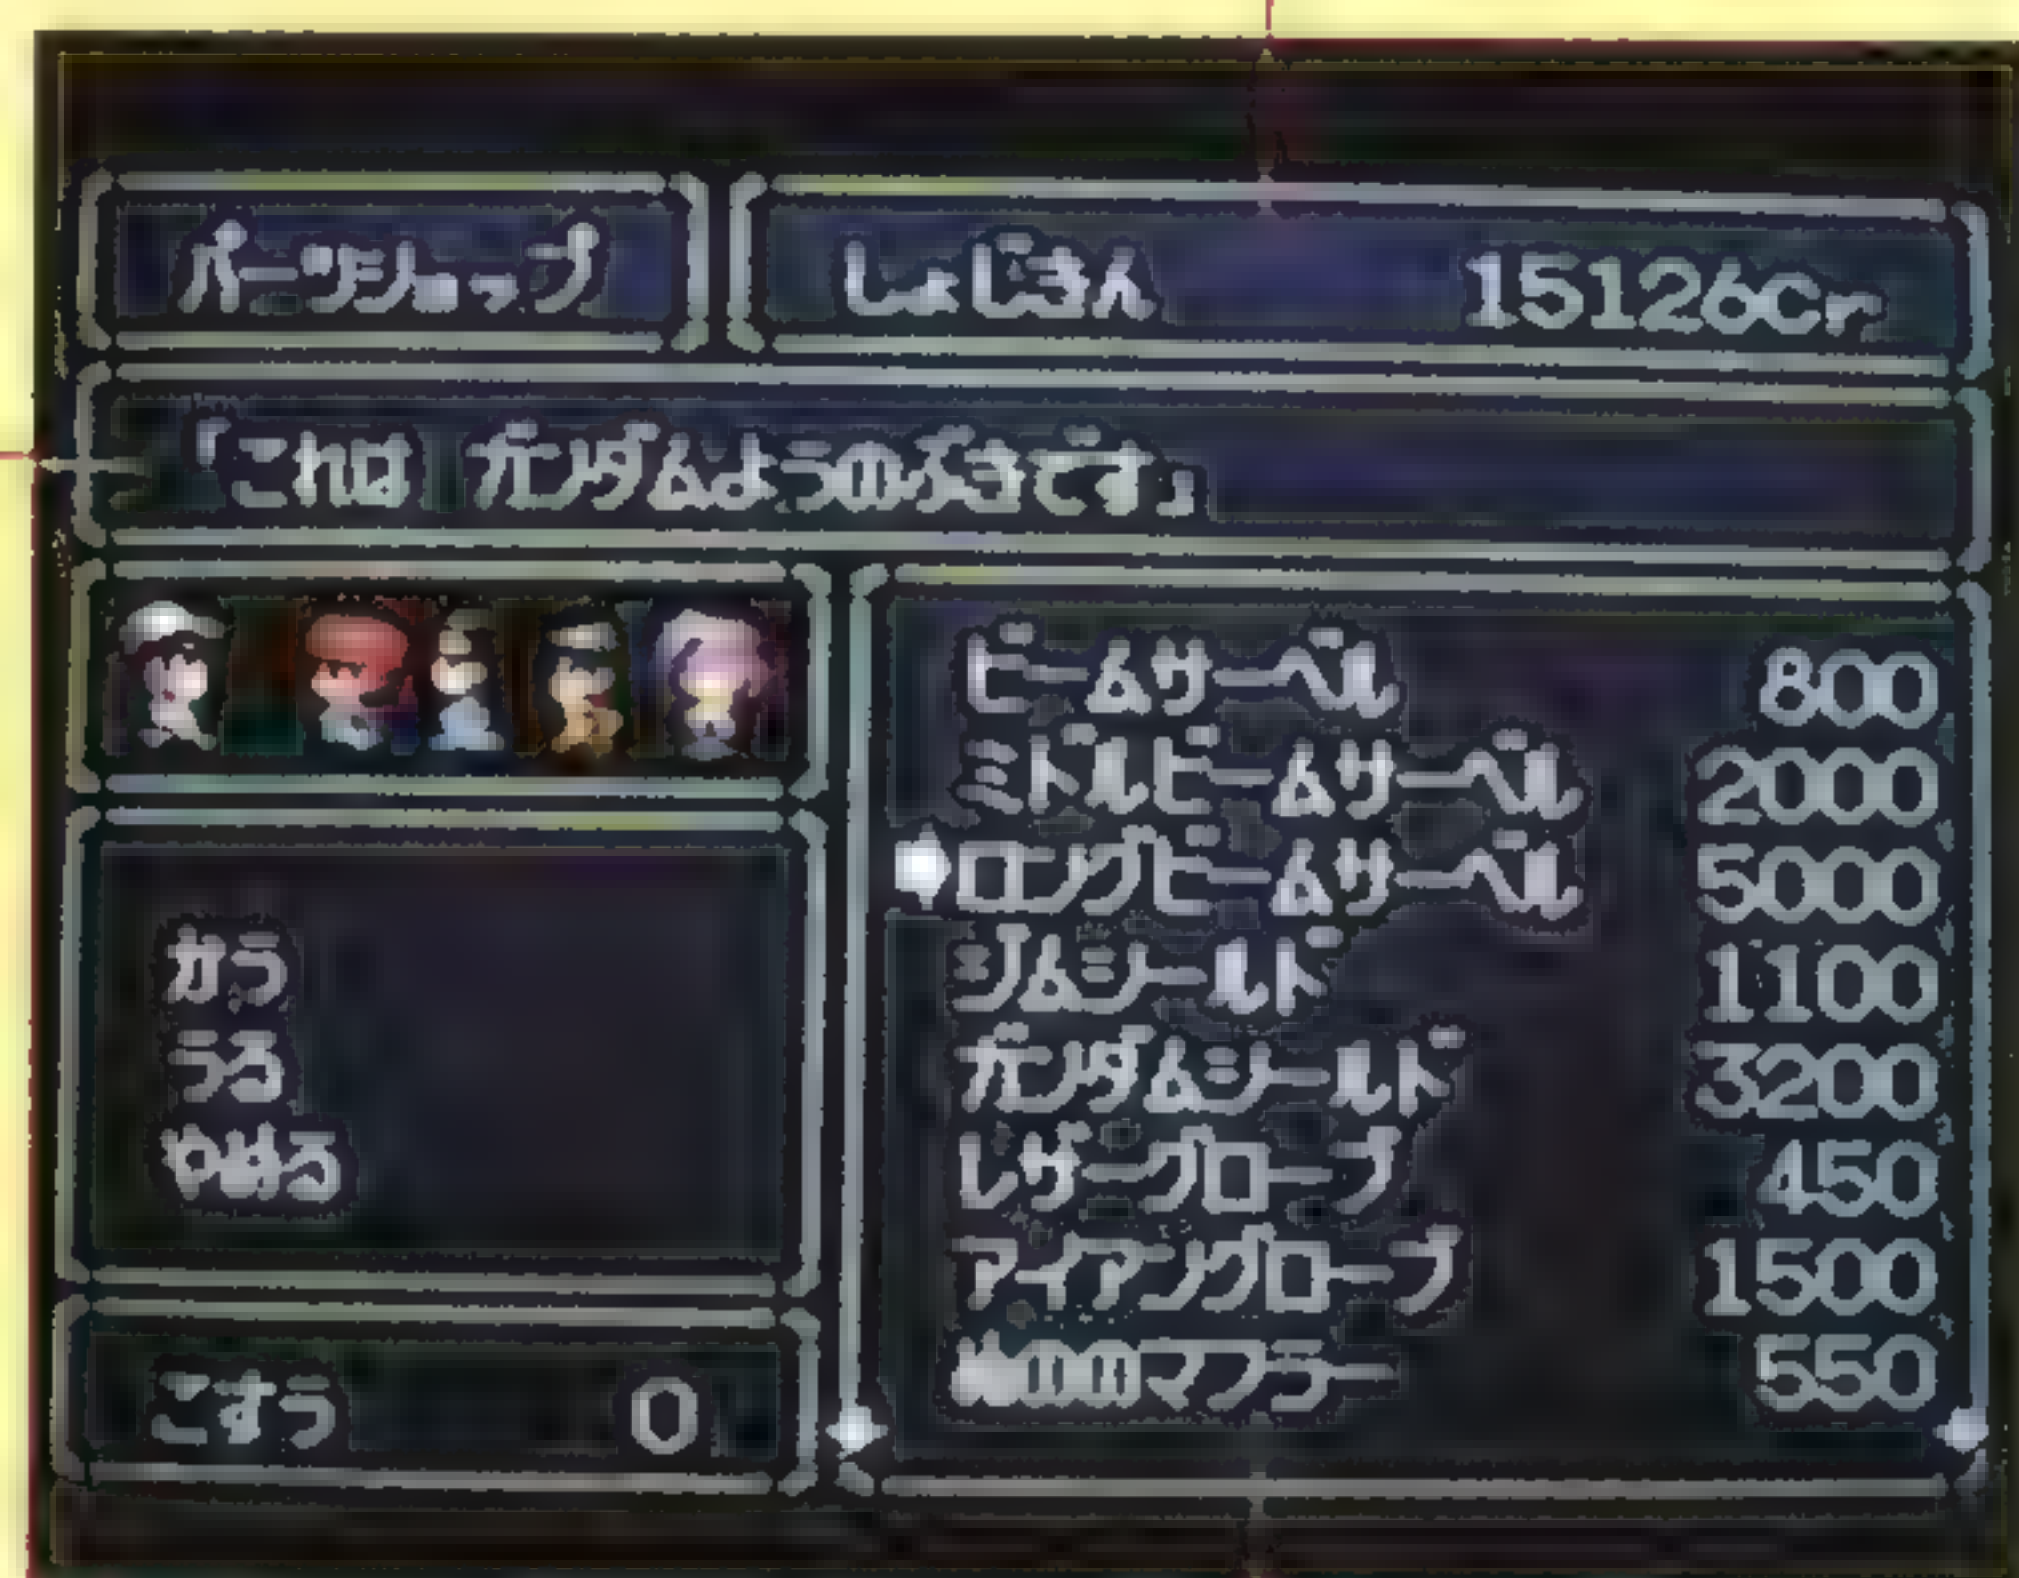 パーツショップ
しょじきん 15126Cr
「これは ガンダムようのぶきです」
ビームサーベル 800
ミドルビームサーベル 2000
ロングビームサーベル 5000
ジムシールド 1100
ガンダムシールド 3200
レザーグローブ 450
アイアングローブ 1500
ぬののマフラー 550
かう
うる
やめる
こすう 0